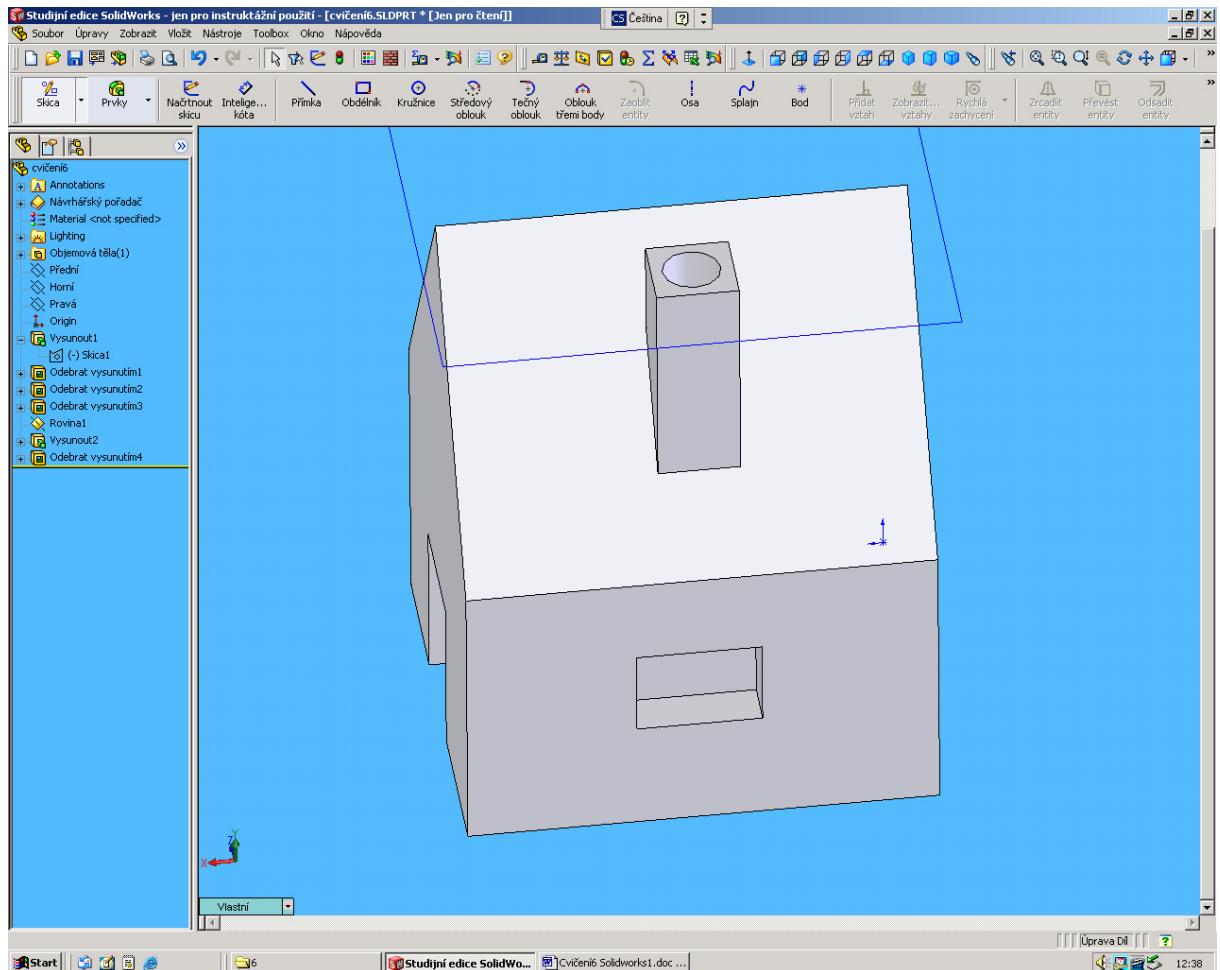 Studijní edice SolidWorks - jen pro instruktážní použití - [cvičení6.SLDPRT * [Jen pro čtení]]
CS Čeština
Soubor Úpravy Zobrazit Vložit Nástroje Toolbox Okno Nápověda
Skica Prvky Načrtnout skicu Intelige... kóta Přímka Obdélník Kružnice Středový oblouk Tečný oblouk Oblouk třemi body Zaoblit entity Osa Splajn Bod Přidat vztah Zobrazit... vztahy Rychlá zachycení Zrcadlit entity Převést entity Odsadit entity
cvičení6
Annotations
Návrhářský pořadač
Material <not specified>
Lighting
Objemová těla(1)
Přední
Horní
Pravá
Origin
Vysunout1
(-) Skica1
Odebrat vysunutím1
Odebrat vysunutím2
Odebrat vysunutím3
Rovina1
Vysunout2
Odebrat vysunutím4
Y
Z
X
Vlastní
Úprava Díl
Start 6 Studijní edice SolidWo... Cvičení6 Solidworks1.doc ... 12:38